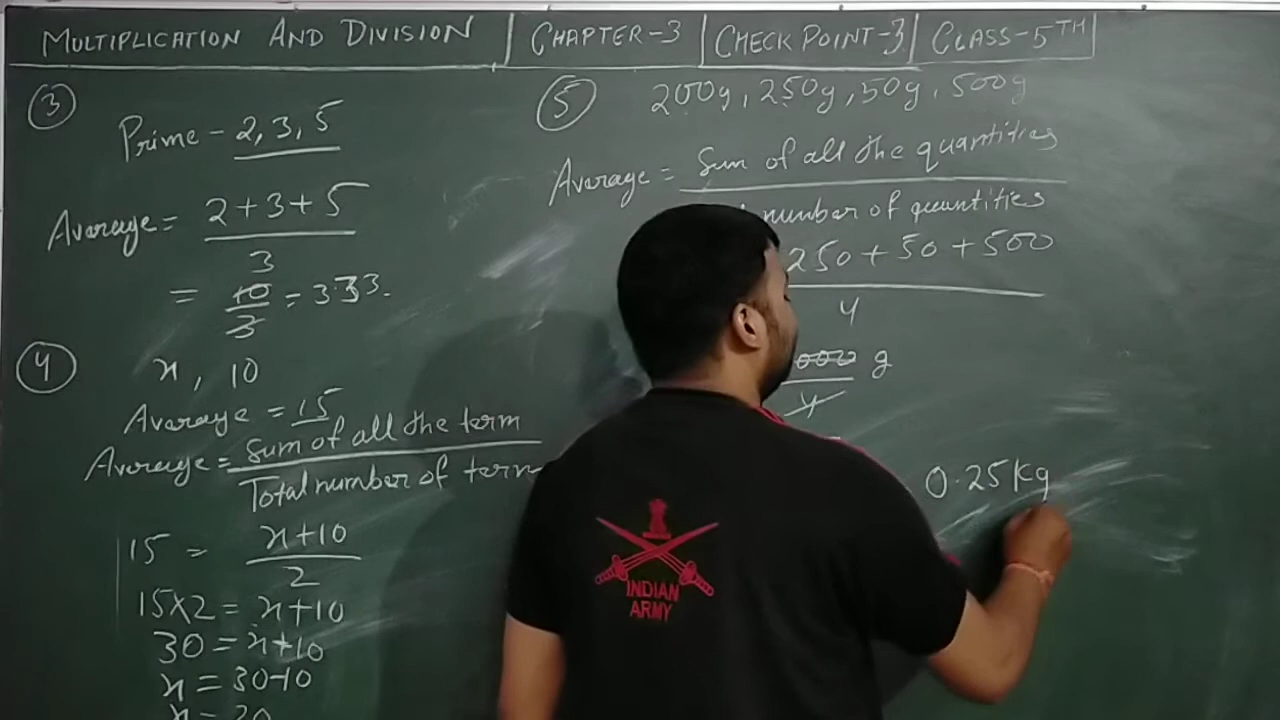 MULTIPLICATION AND DIVISION | CHAPTER-3 | CHECK POINT-3 | CLASS-5TH
③
Prime - 2, 3, 5
Average = 2+3+5
3
= 10/3 = 3.33.
④
x, 10
Average = 15
Average = Sum of all the term
Total number of term
15 = x+10
2
15×2 = x+10
30 = x+10
x = 30-10
x = 20
⑤ 200g, 250g, 50g, 500g
Average = Sum of all the quantities
number of quantities
250 + 50 + 500
4
000 g
4
0.25 kg
INDIAN
ARMY